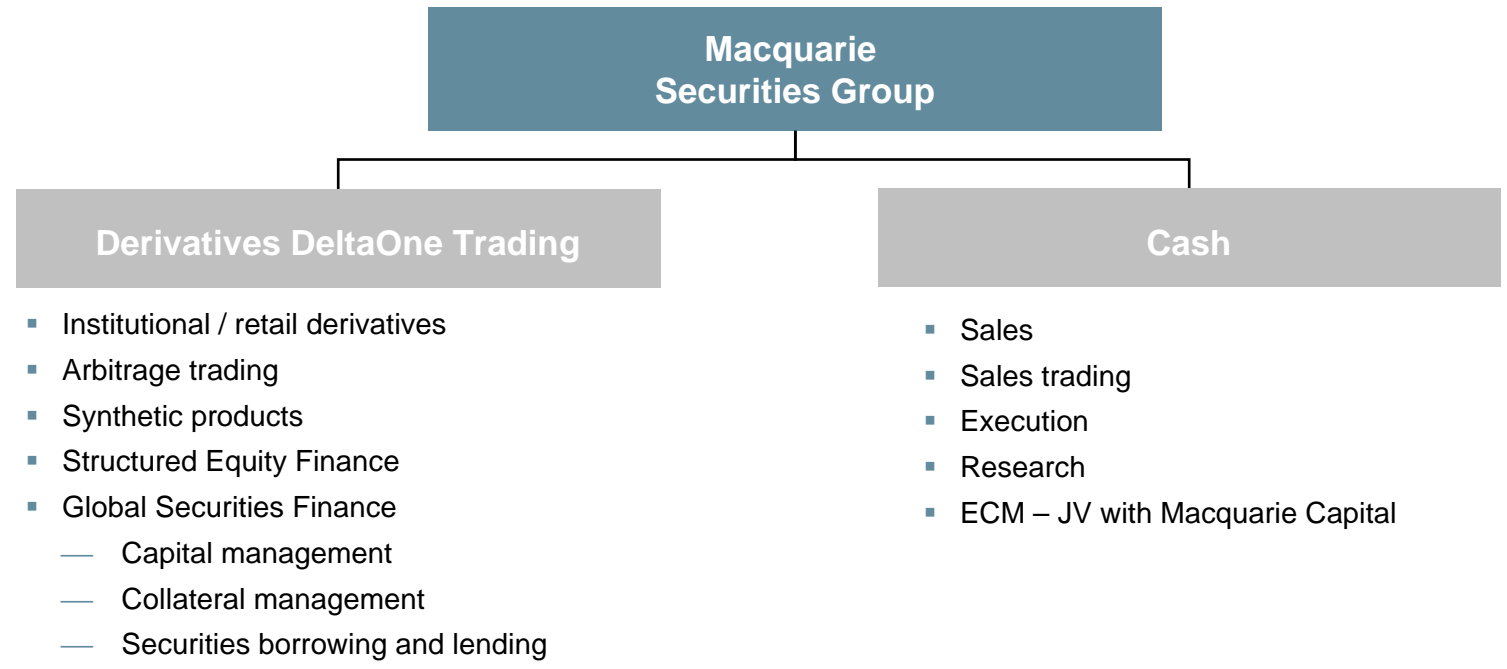 Macquarie
Securities Group
Derivatives DeltaOne Trading
▪ Institutional / retail derivatives
▪ Arbitrage trading
▪ Synthetic products
▪ Structured Equity Finance
▪ Global Securities Finance
— Capital management
— Collateral management
— Securities borrowing and lending
Cash
▪ Sales
▪ Sales trading
▪ Execution
▪ Research
▪ ECM – JV with Macquarie Capital